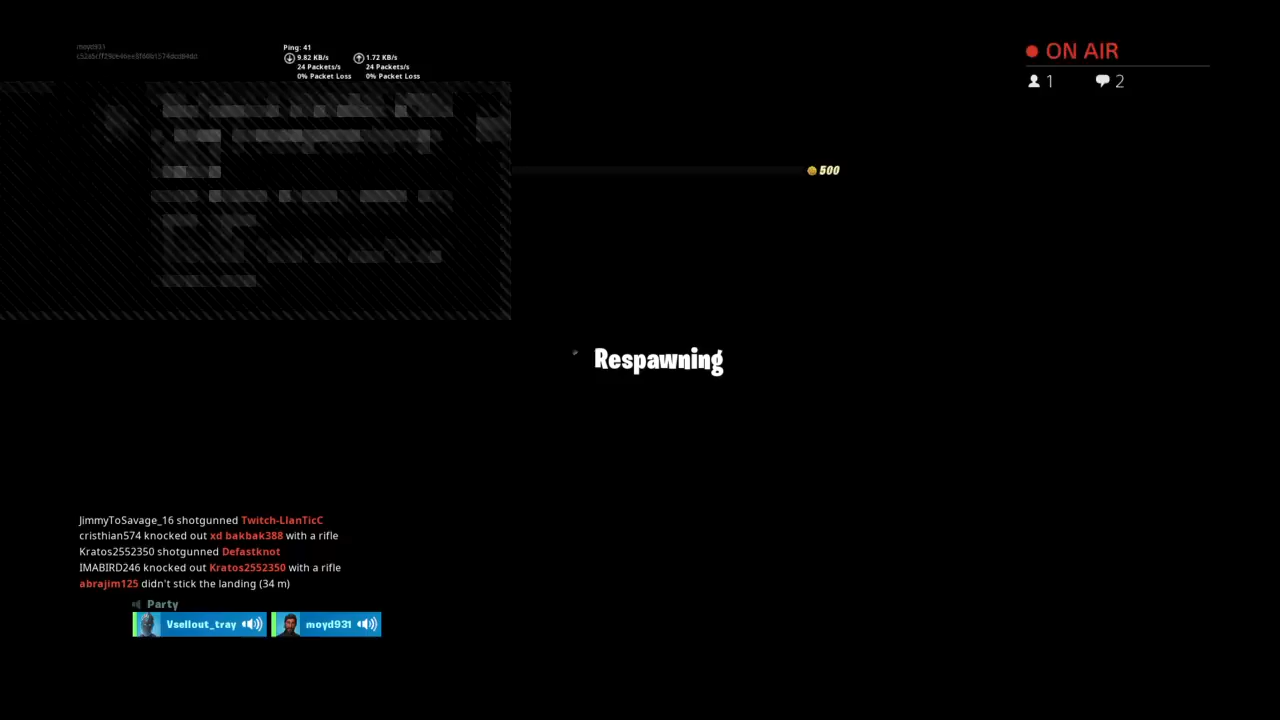 moyd931
Ping: 41
9.82 KB/s
1.72 KB/s
24 Packets/s
24 Packets/s
0% Packet Loss
0% Packet Loss
ON AIR
1
2
500
Respawning
JimmyToSavage_16 shotgunned Twitch-LlanTicC
cristhian574 knocked out xd bakbak388 with a rifle
Kratos2552350 shotgunned Defastknot
IMABIRD246 knocked out Kratos2552350 with a rifle
abrajim125 didn't stick the landing (34 m)
Party
Vsellout_tray
moyd931